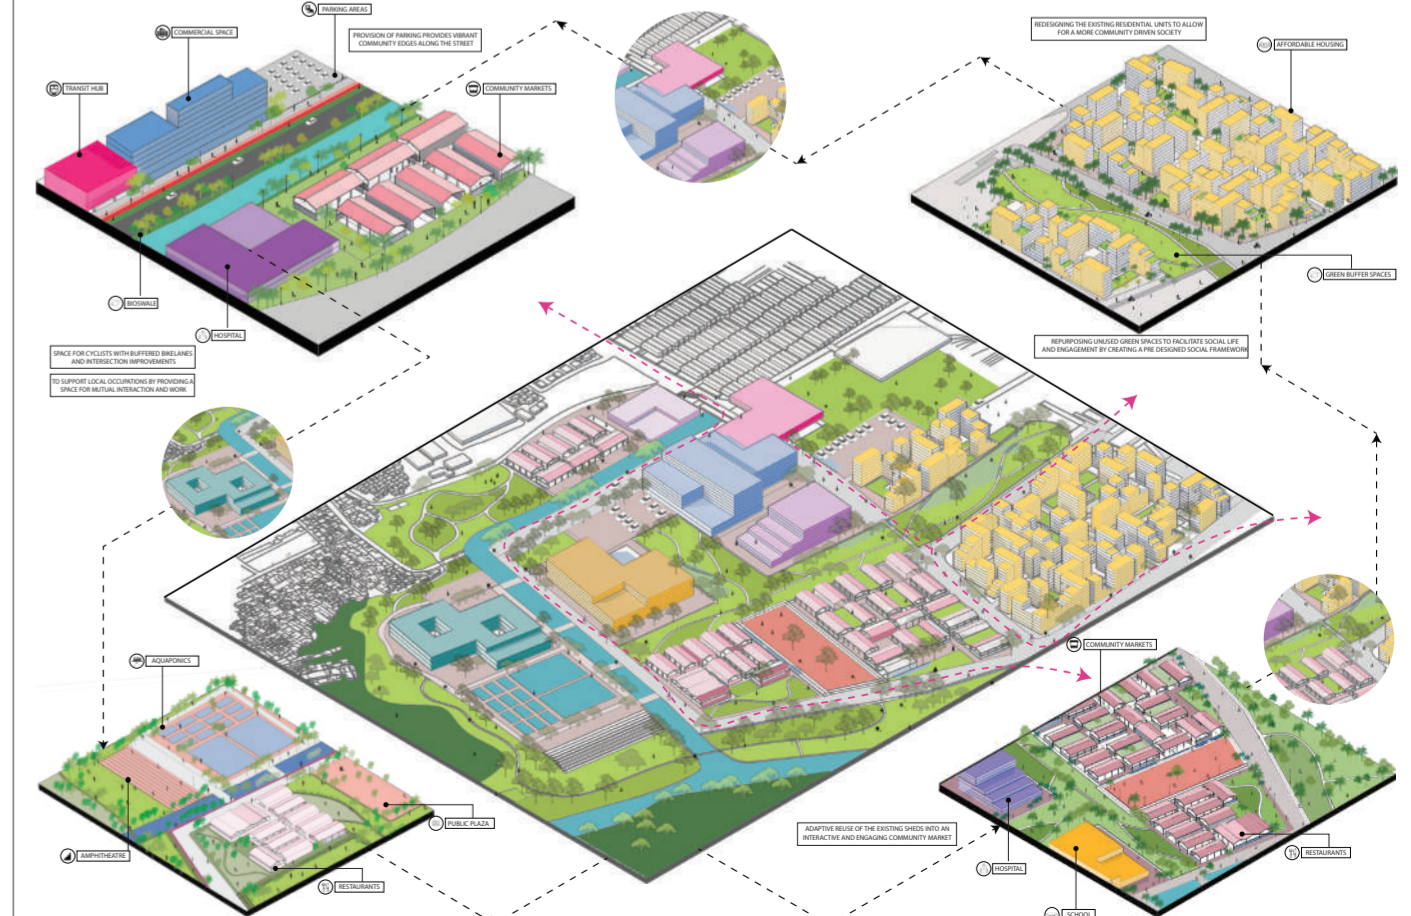 PARKING AREAS
COMMERCIAL SPACE
PROVISION OF PARKING PROVIDES VIBRANT
COMMUNITY EDGES ALONG THE STREET
TRANSIT HUB
COMMUNITY MARKETS
BIOSWALE
HOSPITAL
SPACE FOR CYCLISTS WITH BUFFERED BIKELANES
AND INTERSECTION IMPROVEMENTS
TO SUPPORT LOCAL OCCUPATIONS BY PROVIDING A
SPACE FOR MUTUAL INTERACTION AND WORK
REDESIGNING THE EXISTING RESIDENTIAL UNITS TO ALLOW
FOR A MORE COMMUNITY DRIVEN SOCIETY
AFFORDABLE HOUSING
GREEN BUFFER SPACES
REPURPOSING UNUSED GREEN SPACES TO FACILITATE SOCIAL LIFE
AND ENGAGEMENT BY CREATING A PRE DESIGNED SOCIAL FRAMEWORK
AQUAPONICS
PUBLIC PLAZA
AMPHITHEATRE
RESTAURANTS
ADAPTIVE REUSE OF THE EXISTING SHEDS INTO AN
INTERACTIVE AND ENGAGING COMMUNITY MARKET
COMMUNITY MARKETS
HOSPITAL
RESTAURANTS
SCHOOL